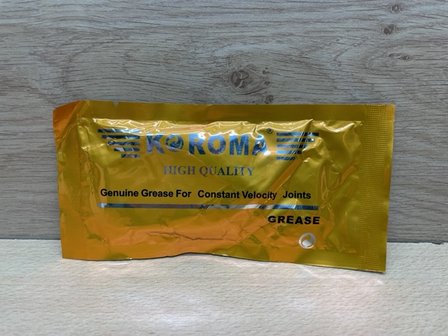 KOROMA
HIGH QUALITY
Genuine Grease For Constant Velocity Joints
GREASE